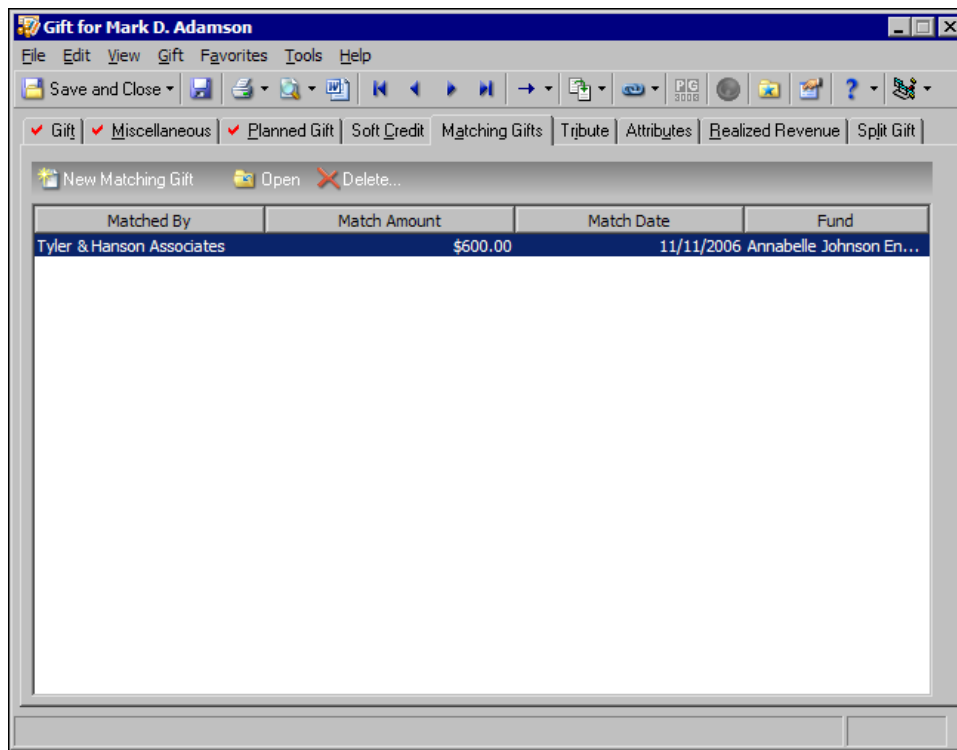 Gift for Mark D. Adamson
File Edit View Gift Favorites Tools Help
Save and Close
Gift Miscellaneous Planned Gift Soft Credit Matching Gifts Tribute Attributes Realized Revenue Split Gift
New Matching Gift Open Delete...
Matched By Match Amount Match Date Fund
Tyler & Hanson Associates $600.00 11/11/2006 Annabelle Johnson En...